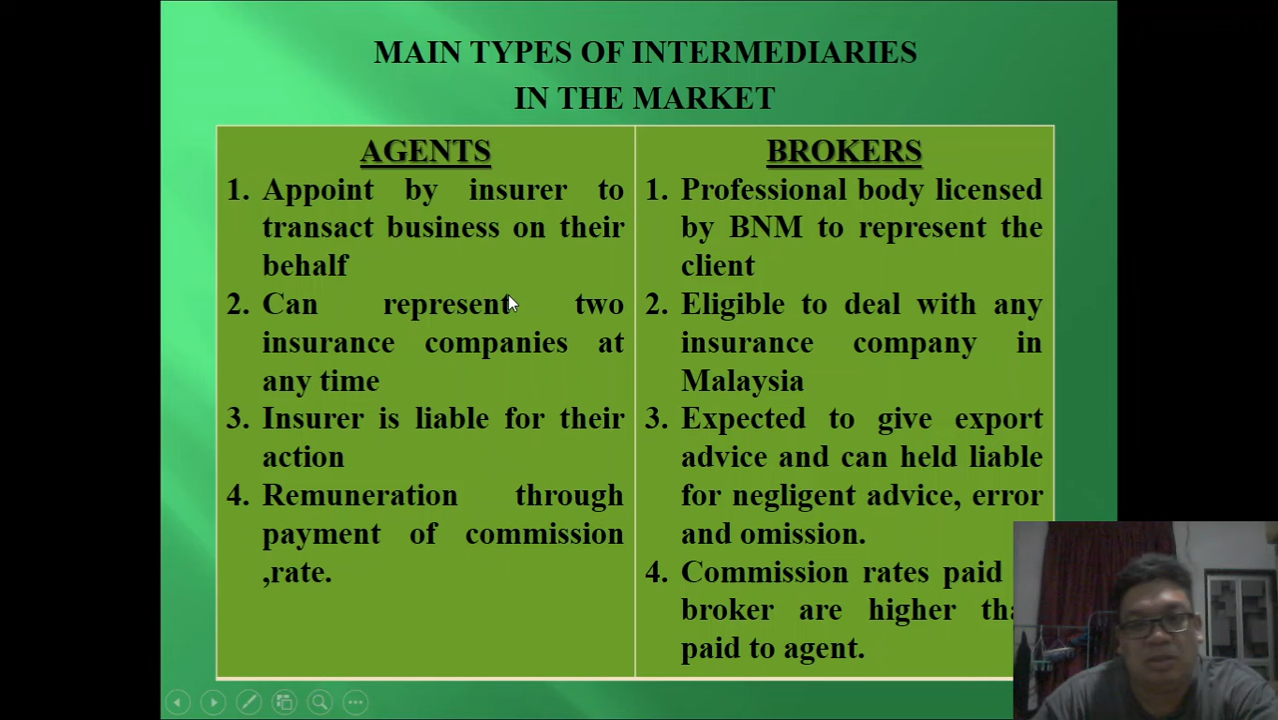 MAIN TYPES OF INTERMEDIARIES
IN THE MARKET
AGENTS
1. Appoint by insurer to
transact business on their
behalf
2. Can represent two
insurance companies at
any time
3. Insurer is liable for their
action
4. Remuneration through
payment of commission
,rate.
BROKERS
1. Professional body licensed
by BNM to represent the
client
2. Eligible to deal with any
insurance company in
Malaysia
3. Expected to give export
advice and can held liable
for negligent advice, error
and omission.
4. Commission rates paid
broker are higher
paid to agent.